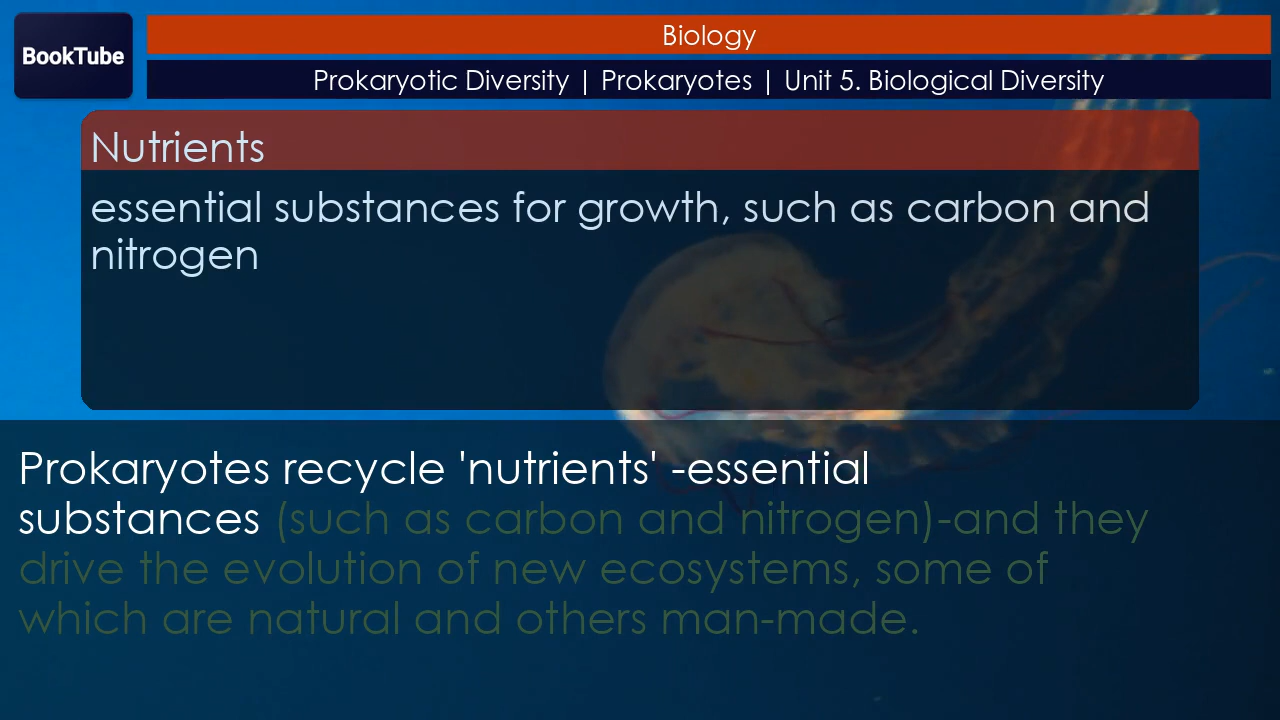 BookTube
Biology
Prokaryotic Diversity | Prokaryotes | Unit 5. Biological Diversity
Nutrients
essential substances for growth, such as carbon and
nitrogen
Prokaryotes recycle 'nutrients' -essential
substances (such as carbon and nitrogen)-and they
drive the evolution of new ecosystems, some of
which are natural and others man-made.